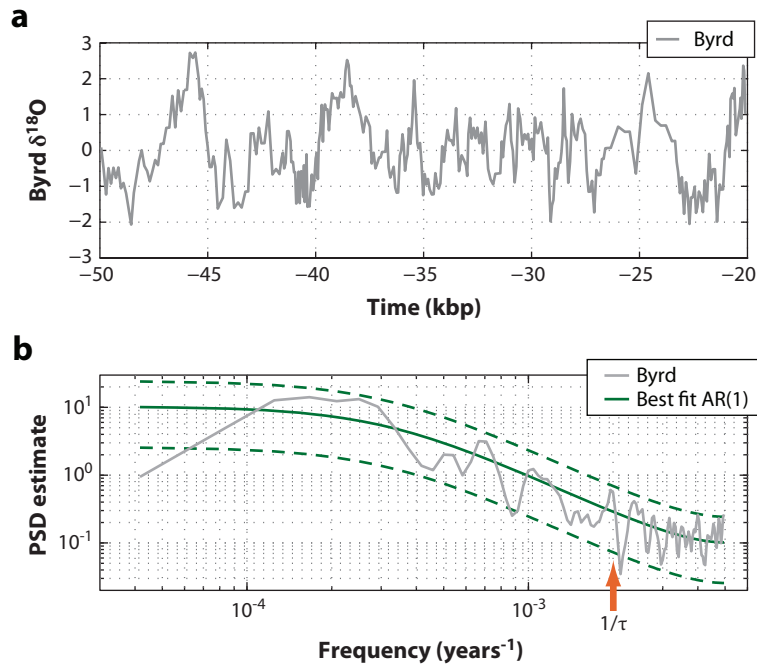 a
Byrd
Byrd δ¹⁸O
3
2
1
0
−1
−2
−3
−50
−45
−40
−35
−30
−25
−20
Time (kbp)
b
Byrd
Best fit AR(1)
PSD estimate
10¹
10⁰
10⁻¹
10⁻⁴
10⁻³
1/τ
Frequency (years⁻¹)